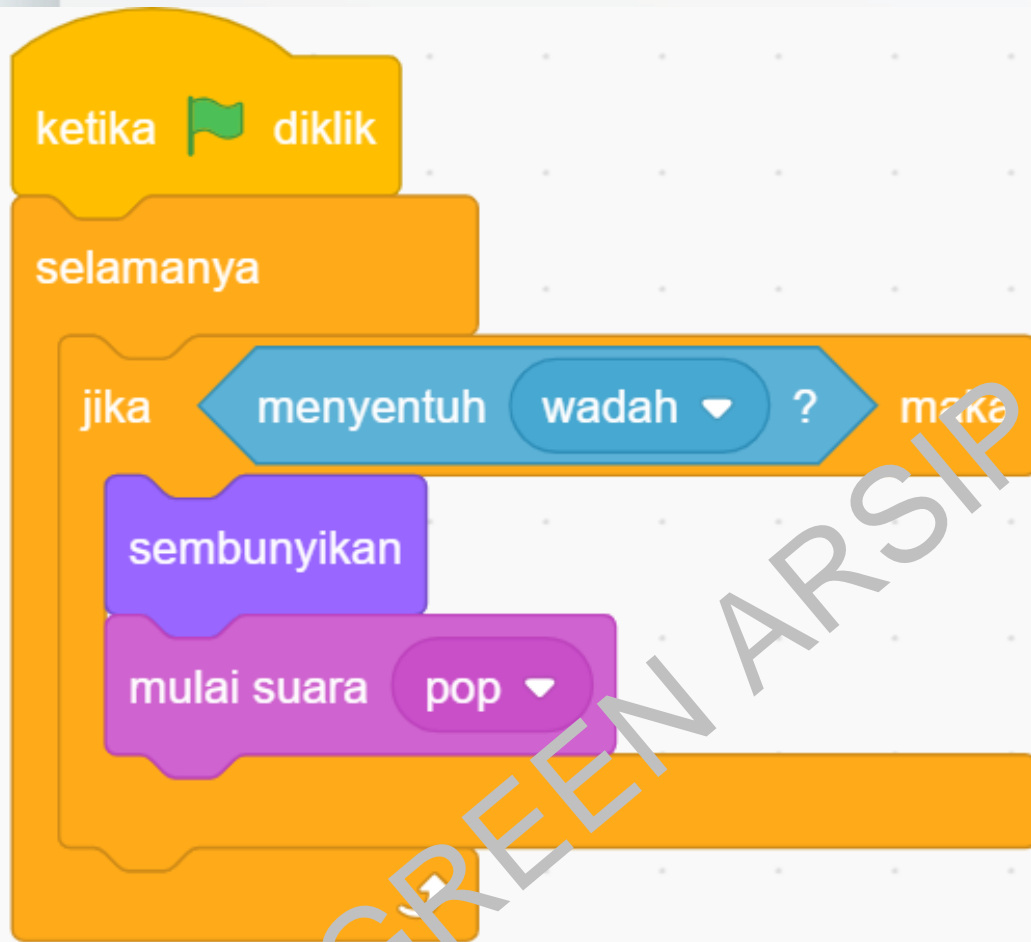 ketika diklik
selamanya
jika menyentuh wadah ? maka
sembunyikan
mulai suara pop
GREEN ARSIP